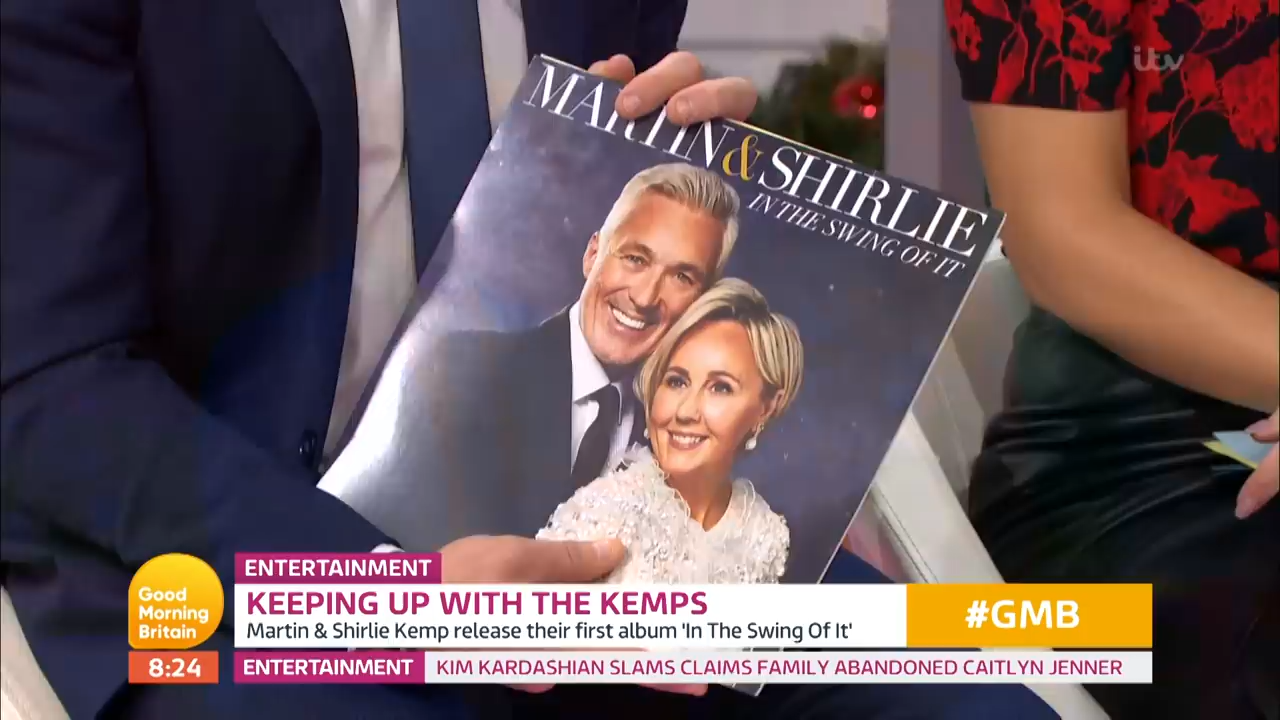 itv
MARTIN & SHIRLIE
IN THE SWING OF IT
ENTERTAINMENT
Good
Morning
Britain
KEEPING UP WITH THE KEMPS
Martin & Shirlie Kemp release their first album 'In The Swing Of It'
#GMB
8:24
ENTERTAINMENT
KIM KARDASHIAN SLAMS CLAIMS FAMILY ABANDONED CAITLYN JENNER